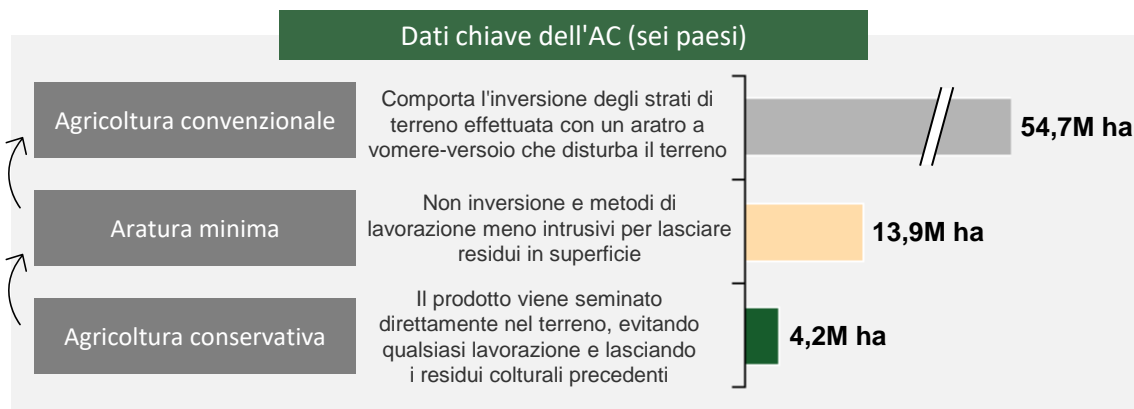 Dati chiave dell'AC (sei paesi)
Agricoltura convenzionale
Comporta l'inversione degli strati di
terreno effettuata con un aratro a
vomere-versoio che disturba il terreno
54,7M ha
Aratura minima
Non inversione e metodi di
lavorazione meno intrusivi per lasciare
residui in superficie
13,9M ha
Agricoltura conservativa
Il prodotto viene seminato
direttamente nel terreno, evitando
qualsiasi lavorazione e lasciando
i residui colturali precedenti
4,2M ha